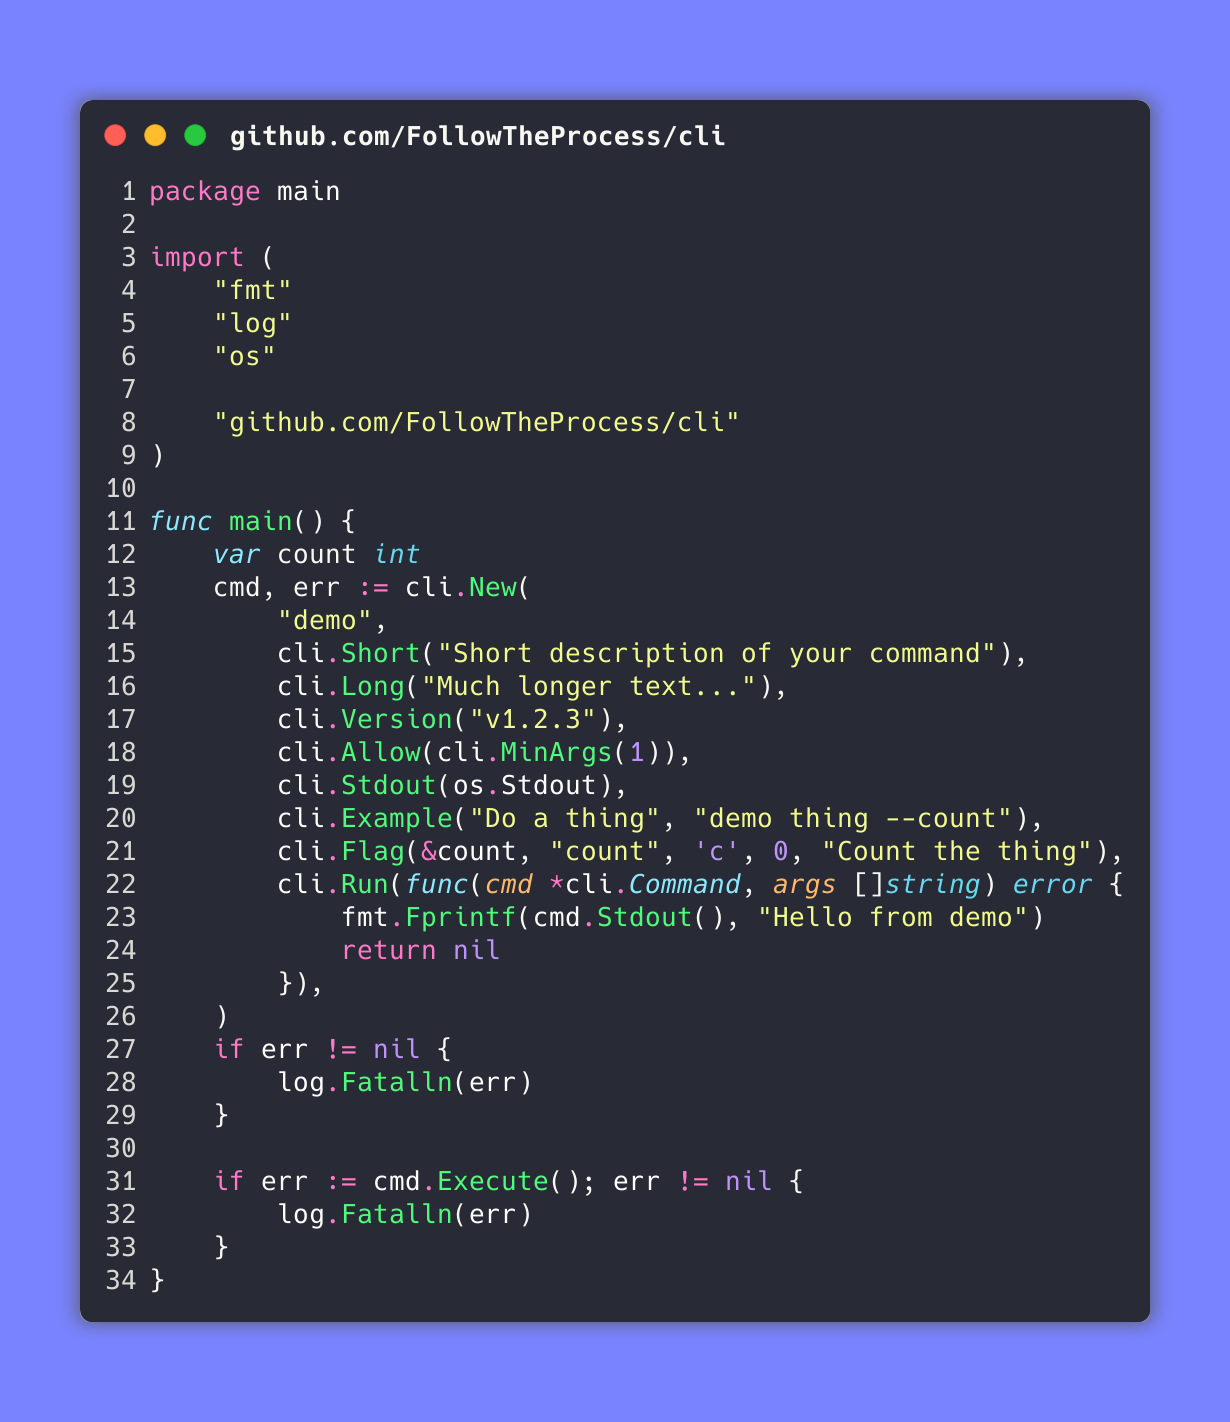 github.com/FollowTheProcess/cli
1 package main
2
3 import (
4     "fmt"
5     "log"
6     "os"
7
8     "github.com/FollowTheProcess/cli"
9 )
10
11 func main() {
12     var count int
13     cmd, err := cli.New(
14         "demo",
15         cli.Short("Short description of your command"),
16         cli.Long("Much longer text..."),
17         cli.Version("v1.2.3"),
18         cli.Allow(cli.MinArgs(1)),
19         cli.Stdout(os.Stdout),
20         cli.Example("Do a thing", "demo thing --count"),
21         cli.Flag(&count, "count", 'c', 0, "Count the thing"),
22         cli.Run(func(cmd *cli.Command, args []string) error {
23             fmt.Fprintf(cmd.Stdout(), "Hello from demo")
24             return nil
25         }),
26     )
27     if err != nil {
28         log.Fatalln(err)
29     }
30
31     if err := cmd.Execute(); err != nil {
32         log.Fatalln(err)
33     }
34 }